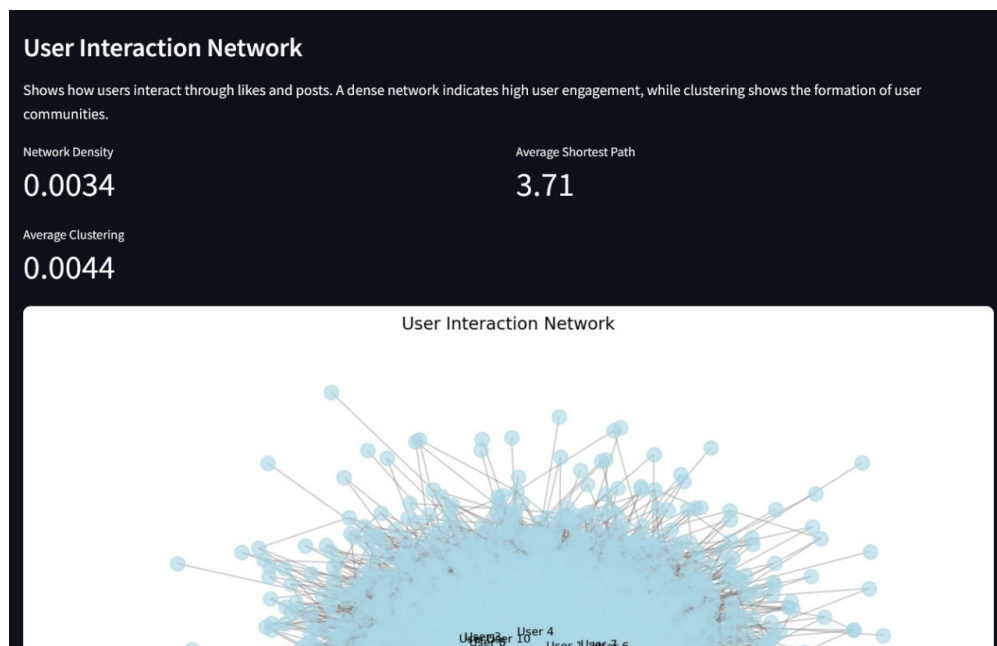 User Interaction Network
Shows how users interact through likes and posts. A dense network indicates high user engagement, while clustering shows the formation of user
communities.
Network Density
Average Shortest Path
0.0034
3.71
Average Clustering
0.0044
User Interaction Network
User 4